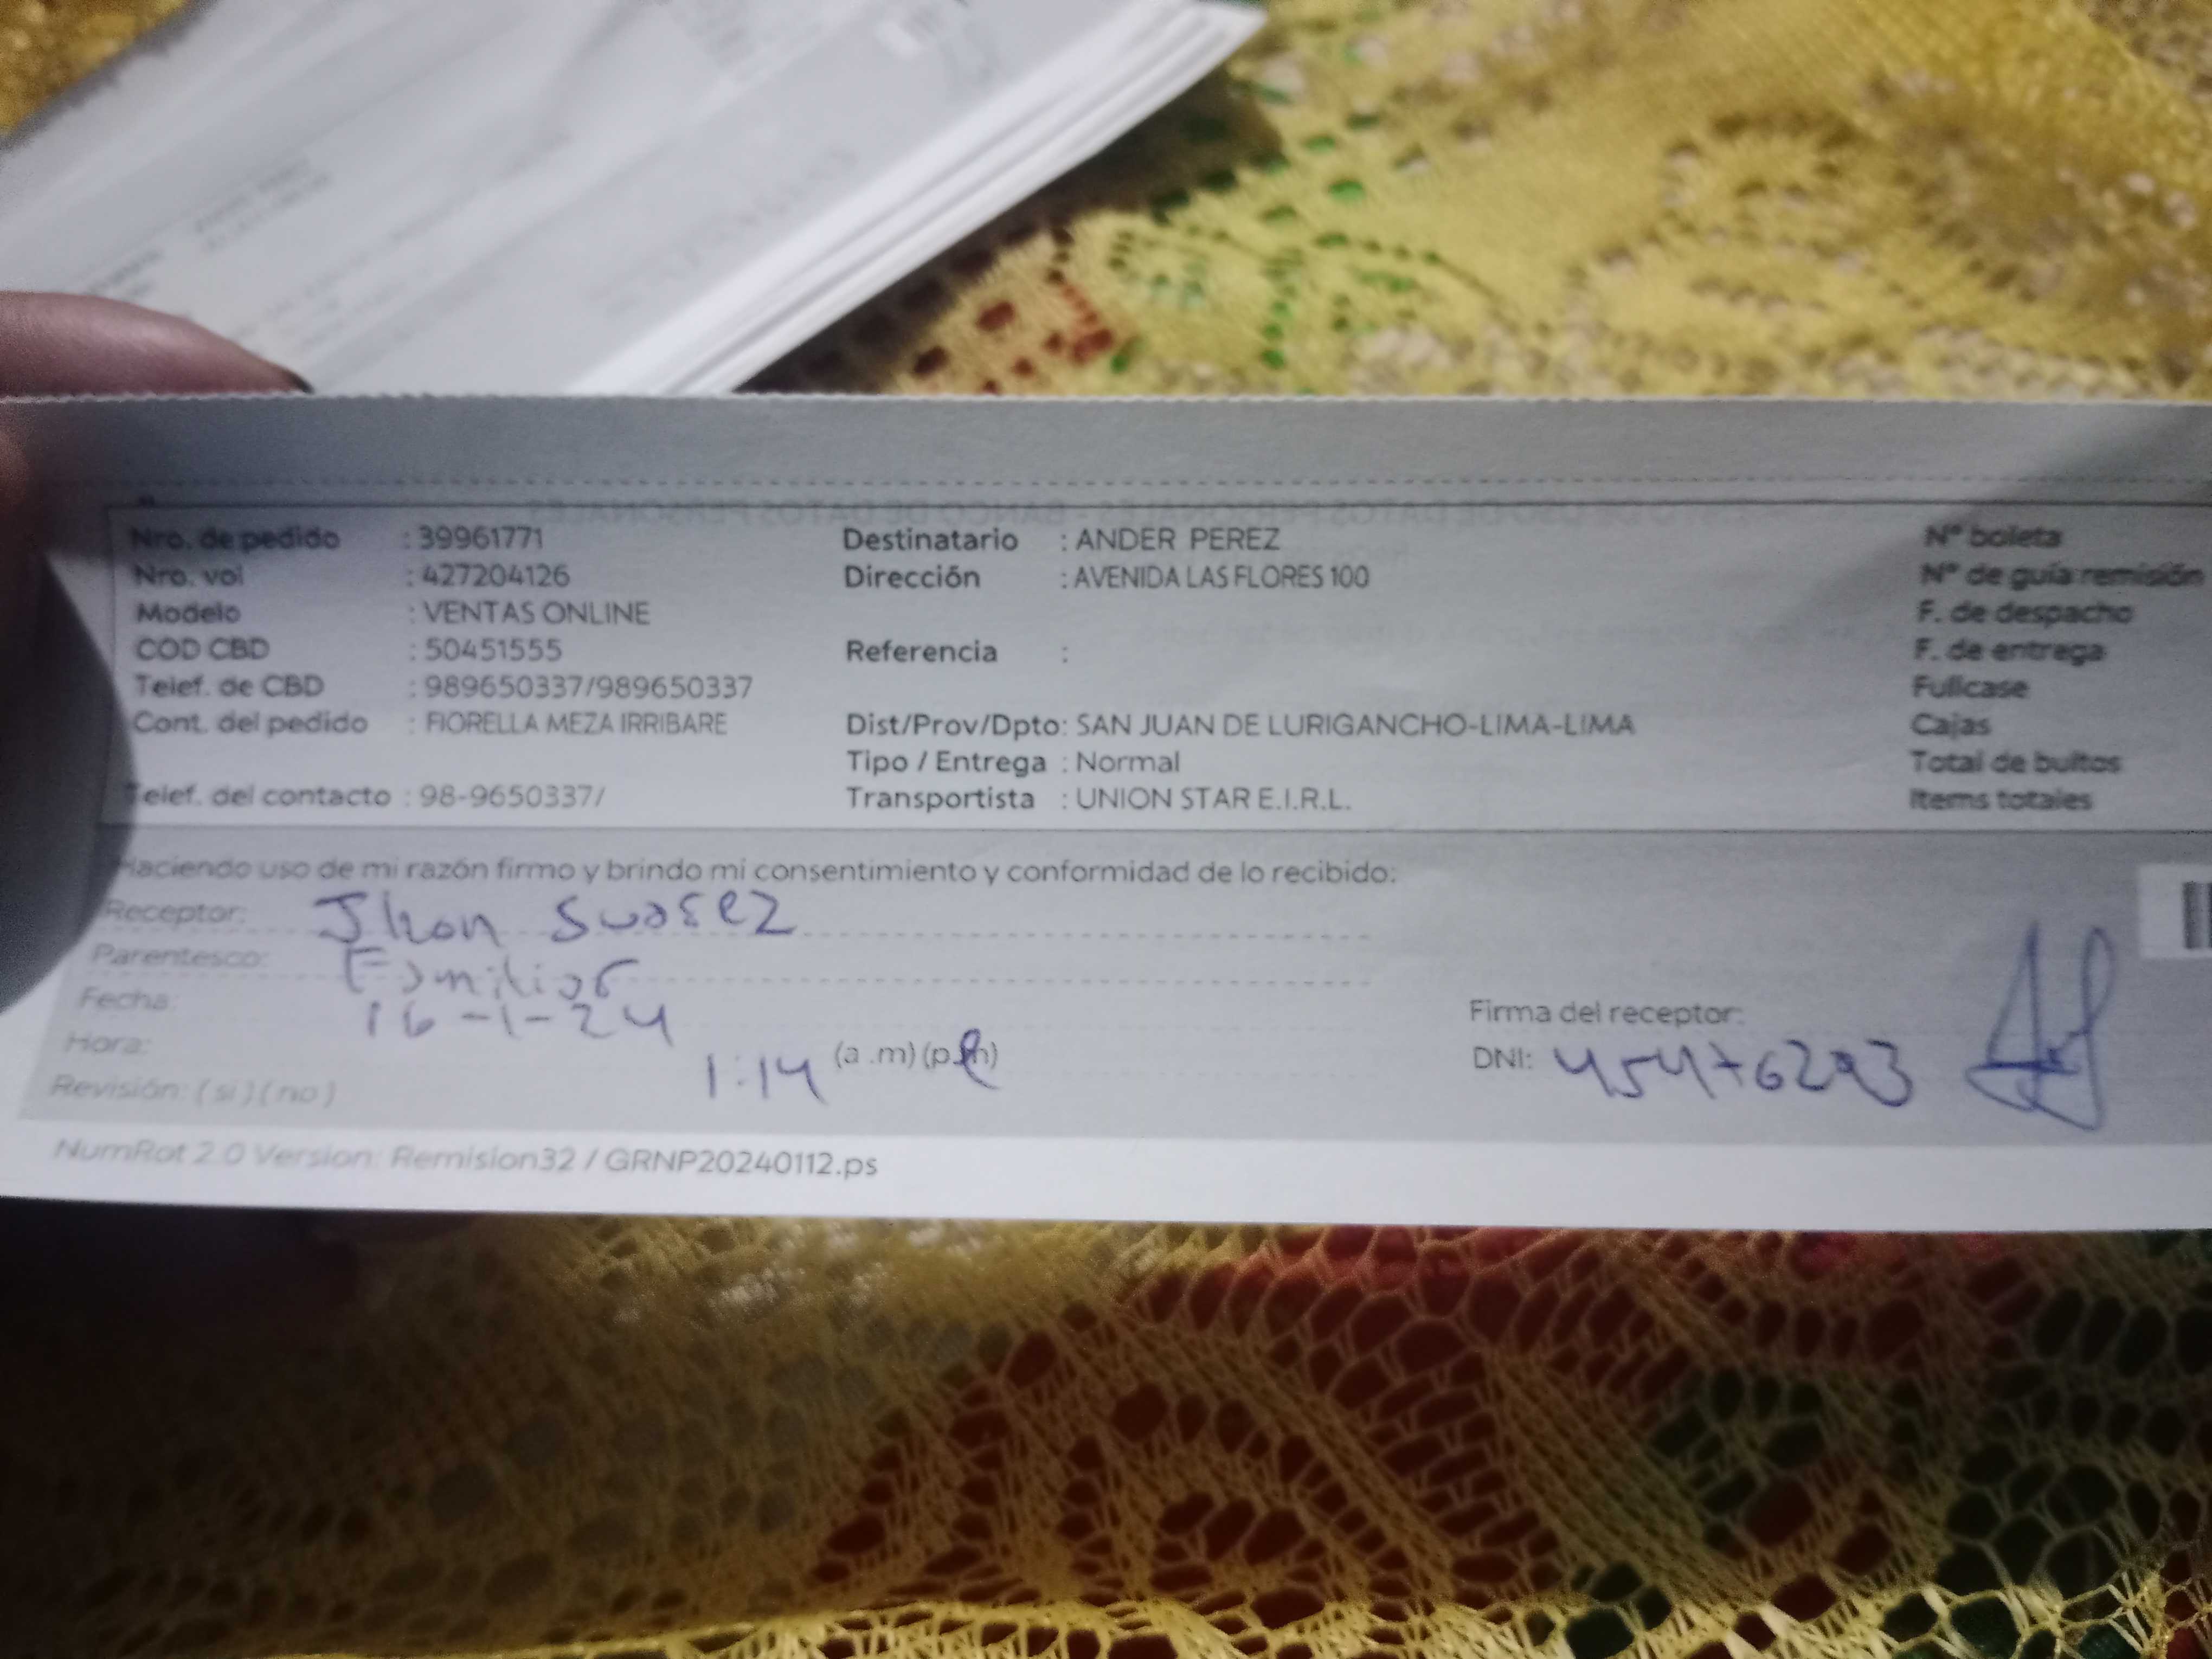 Nro. de pedido : 39961771 Destinatario : ANDER PEREZ N° boleta
Nro. vol : 427204126 Dirección : AVENIDA LAS FLORES 100 N° de guía remisión
Modelo : VENTAS ONLINE F. de despacho
COD CBD : 50451555 Referencia : F. de entrega
Telef. de CBD : 989650337/989650337 Fullcase
Cont. del pedido : FIORELLA MEZA IRRIBARE Dist/Prov/Dpto: SAN JUAN DE LURIGANCHO-LIMA-LIMA Cajas
Tipo / Entrega : Normal Total de bultos
Telef. del contacto : 98-9650337/ Transportista : UNION STAR E.I.R.L. Items totales
Haciendo uso de mi razón firmo y brindo mi consentimiento y conformidad de lo recibido:
Receptor: Jhon Suarez
Parentesco: Familiar
Fecha: 16-1-24
Firma del receptor:
Hora: 1:14 (a.m) (p.m)
DNI: 45476293
Revisión: (si) (no)
NumRot 2.0 Version: Remision32 / GRNP20240112.ps